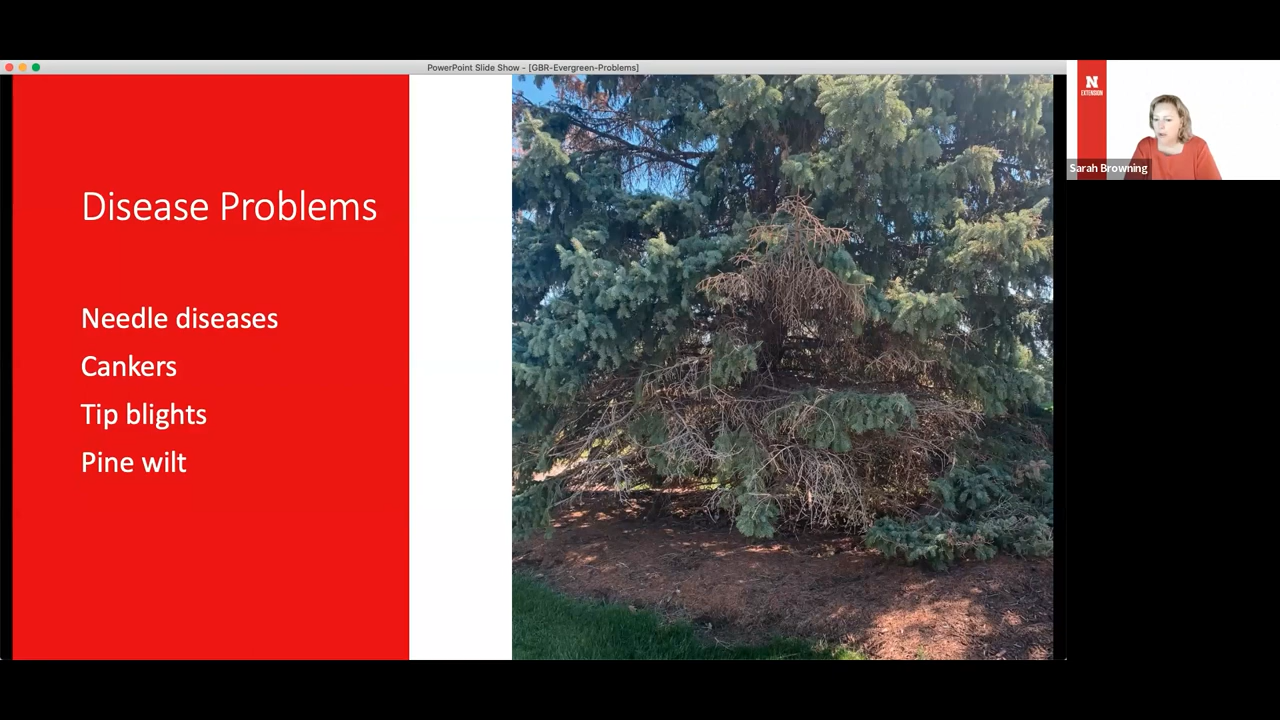 PowerPoint Slide Show - [GBR-Evergreen-Problems]
N
EXTENSION
Sarah Browning
Disease Problems
Needle diseases
Cankers
Tip blights
Pine wilt